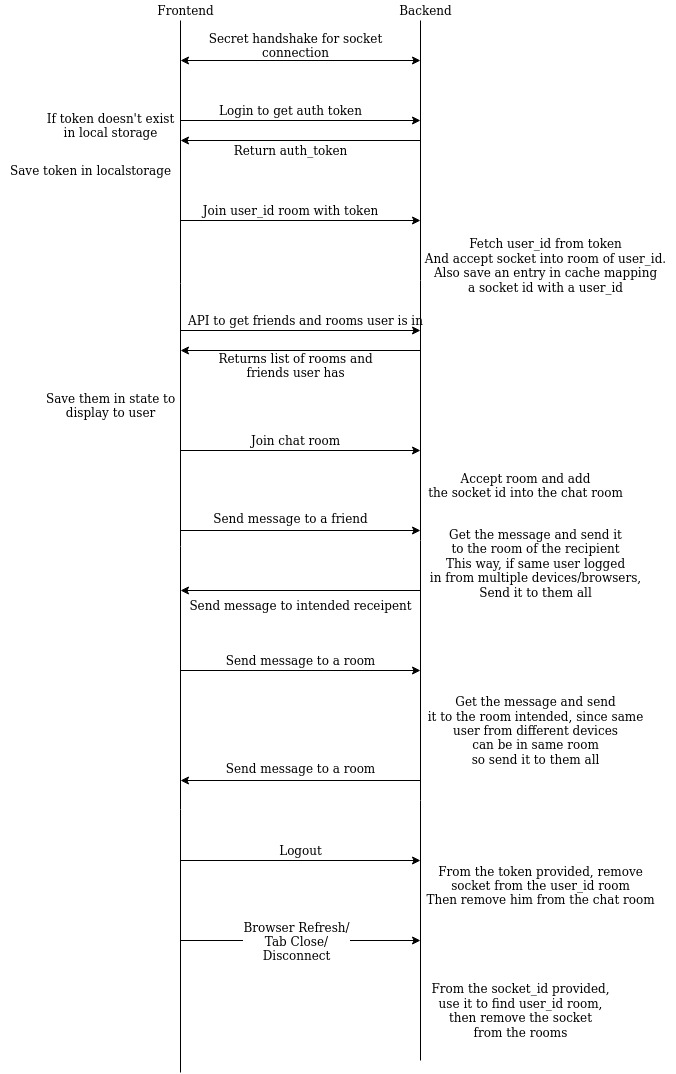 Frontend
Backend
Secret handshake for socket
connection
If token doesn't exist
in local storage
Login to get auth token
Return auth_token
Save token in localstorage
Join user_id room with token
Fetch user_id from token
And accept socket into room of user_id.
Also save an entry in cache mapping
a socket id with a user_id
API to get friends and rooms user is in
Returns list of rooms and
friends user has
Save them in state to
display to user
Join chat room
Accept room and add
the socket id into the chat room
Send message to a friend
Get the message and send it
to the room of the recipient
This way, if same user logged
in from multiple devices/browsers,
Send it to them all
Send message to intended receipent
Send message to a room
Get the message and send
it to the room intended, since same
user from different devices
can be in same room
so send it to them all
Send message to a room
Logout
From the token provided, remove
socket from the user_id room
Then remove him from the chat room
Browser Refresh/
Tab Close/
Disconnect
From the socket_id provided,
use it to find user_id room,
then remove the socket
from the rooms